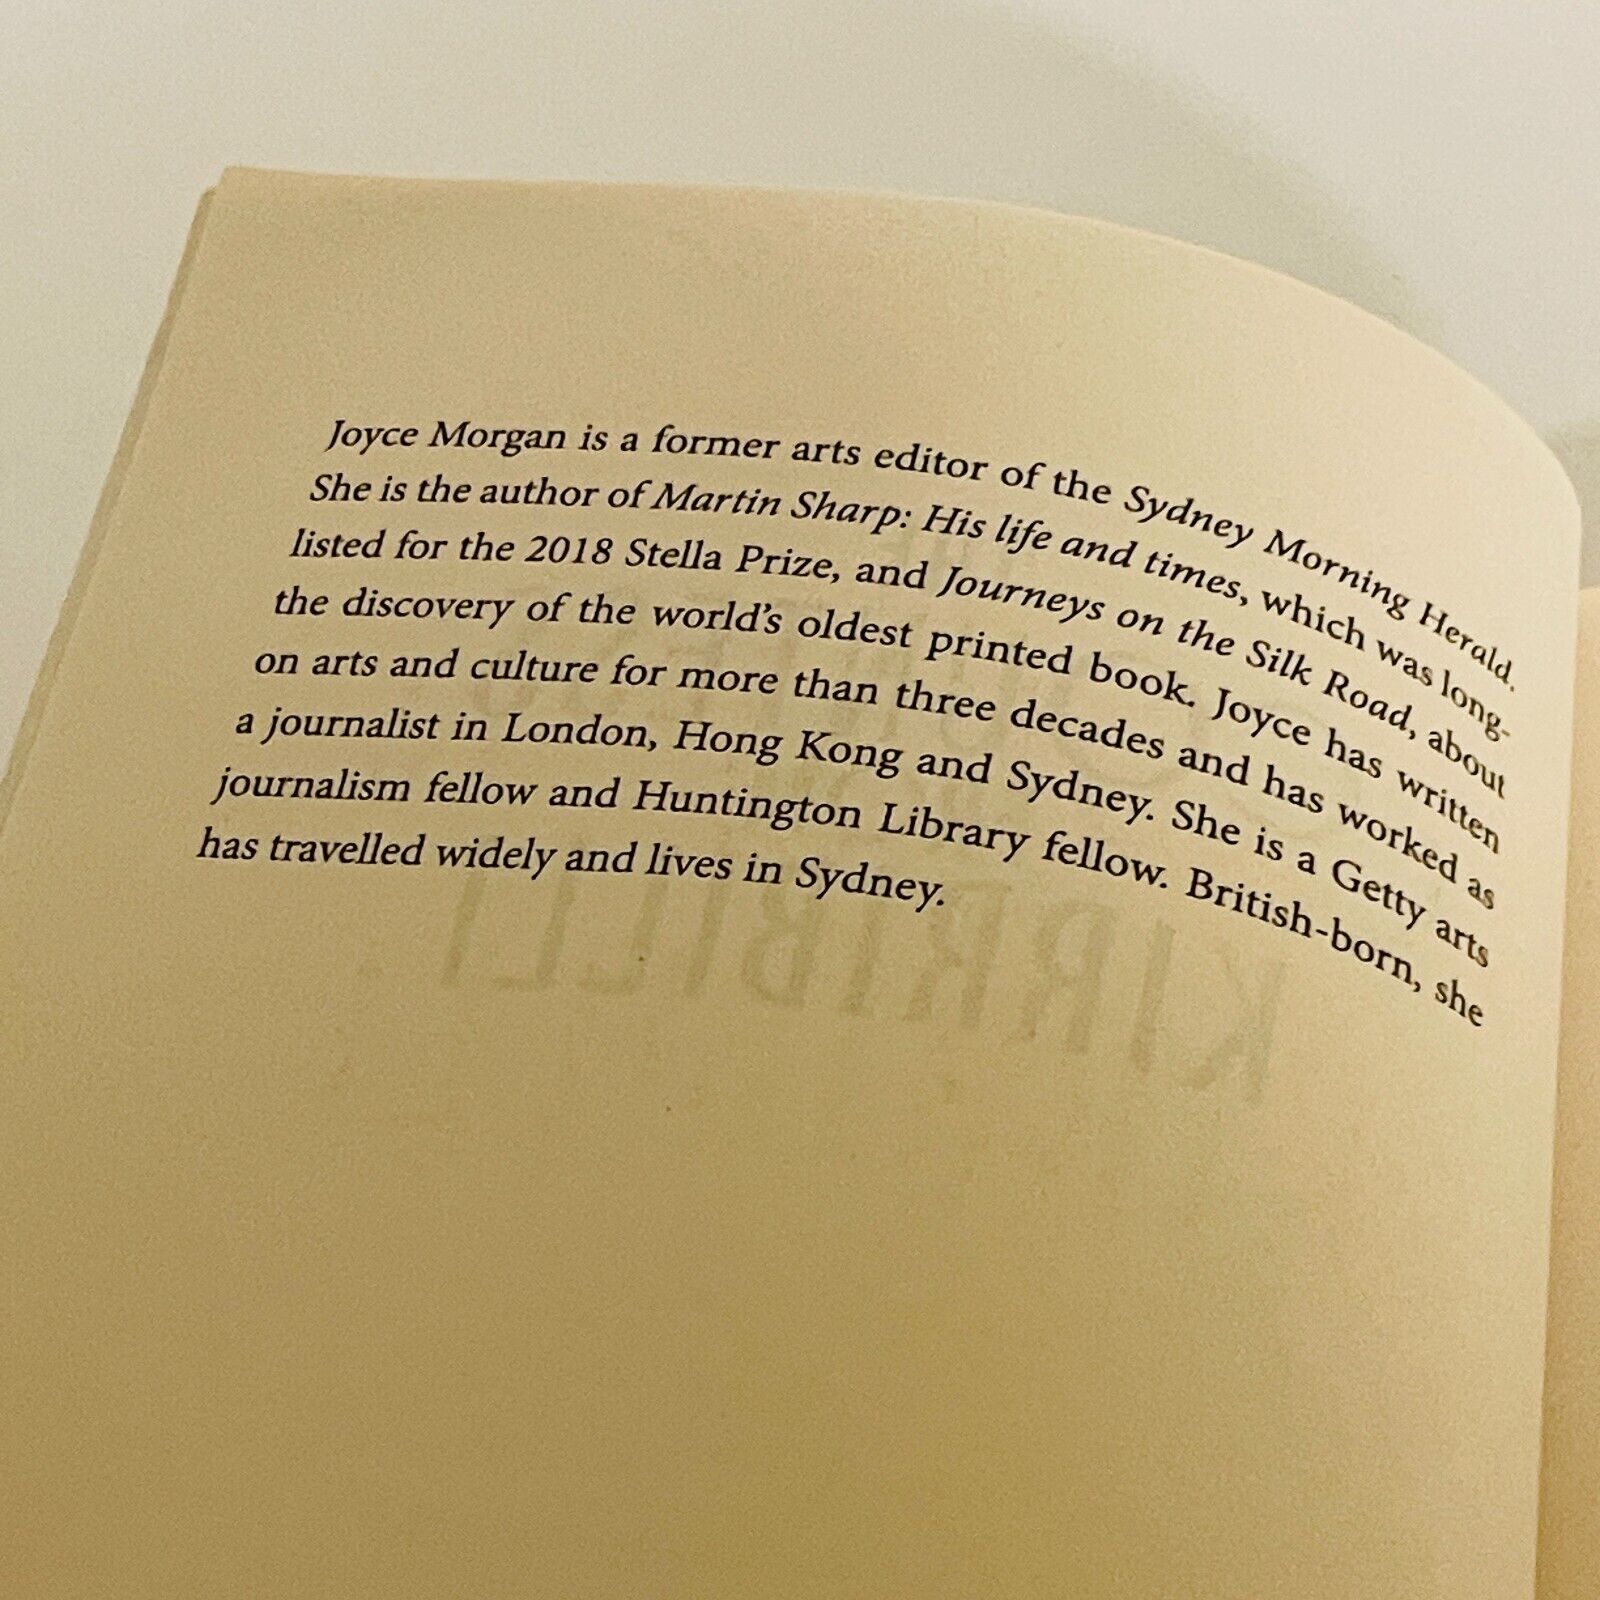 Joyce Morgan is a former arts editor of the Sydney Morning Herald.
She is the author of Martin Sharp: His life and times, which was long-
listed for the 2018 Stella Prize, and Journeys on the Silk Road, about
the discovery of the world's oldest printed book. Joyce has written
on arts and culture for more than three decades and has worked as
a journalist in London, Hong Kong and Sydney. She is a Getty arts
journalism fellow and Huntington Library fellow. British-born, she
has travelled widely and lives in Sydney.
KIRRIBILLI